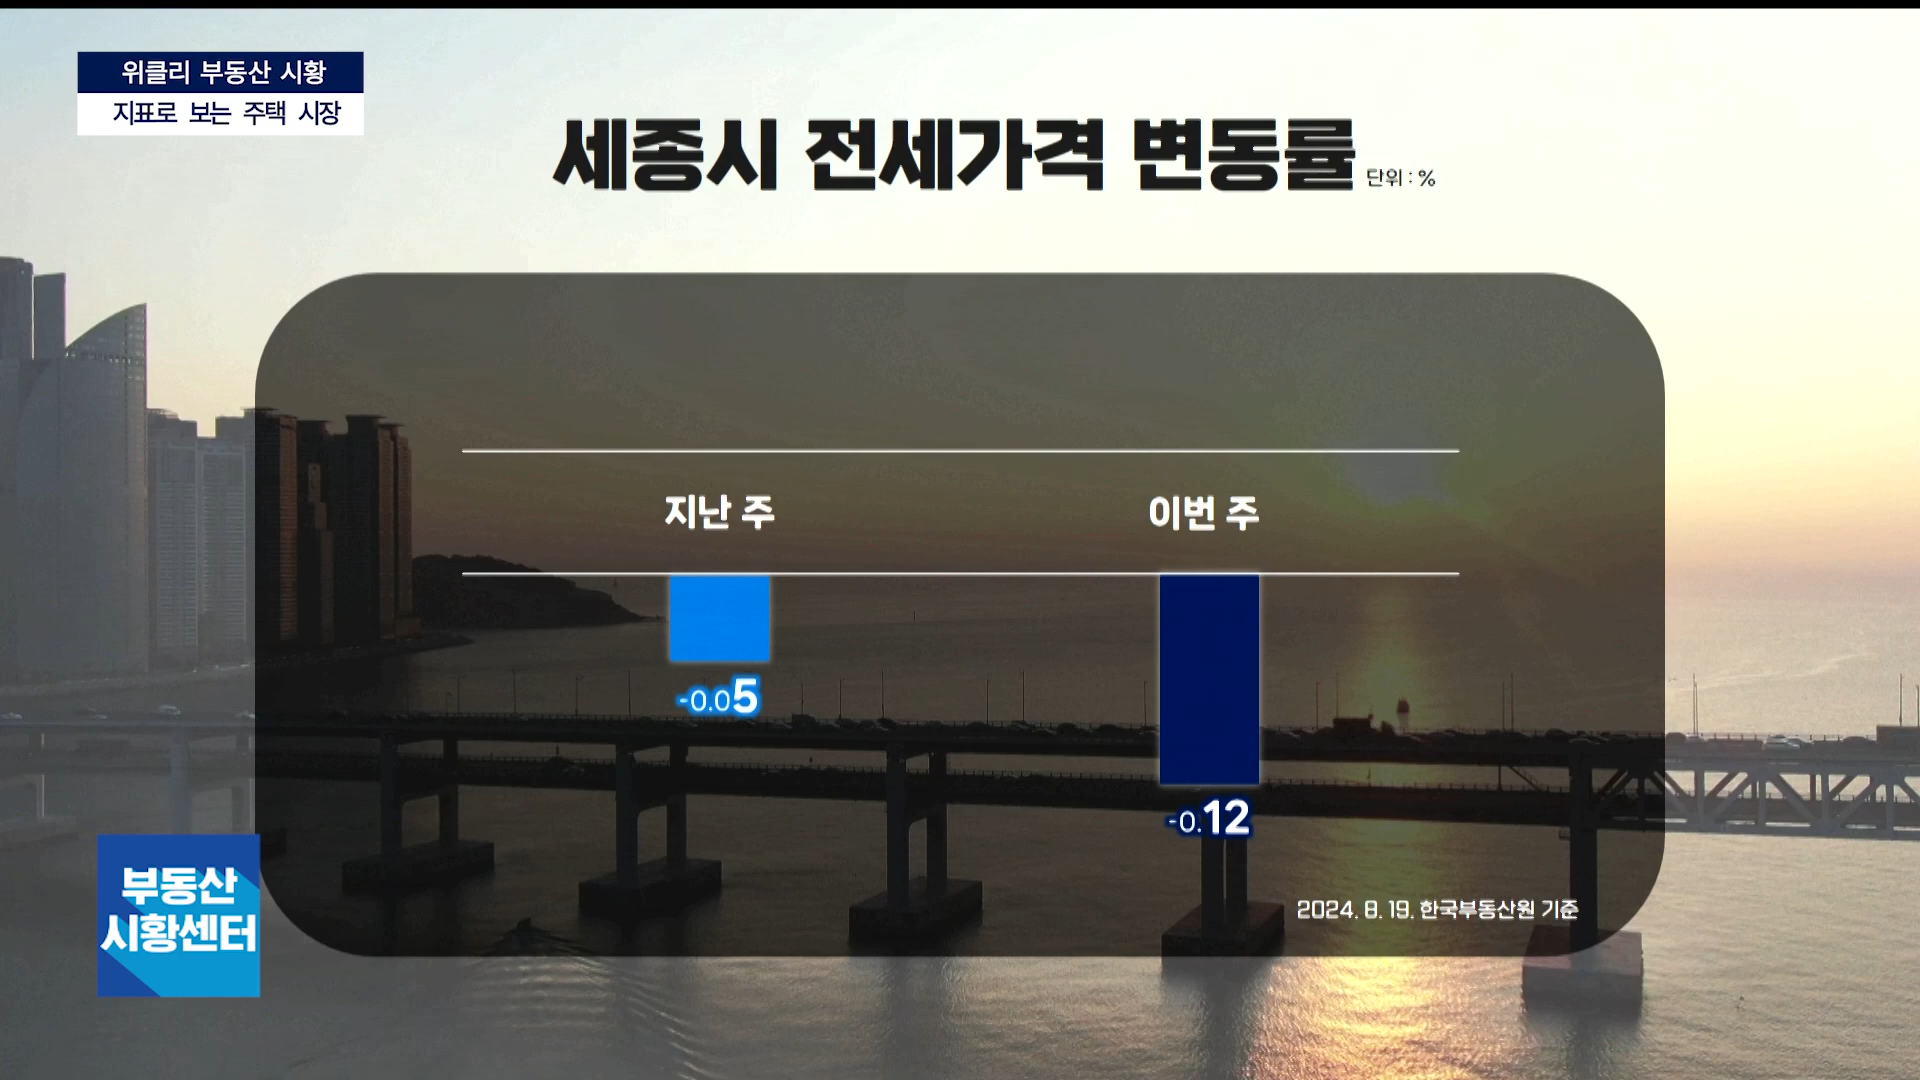 위클리 부동산 시황
지표로 보는 주택 시장
세종시 전세가격 변동률 단위 : %
지난 주
이번 주
-0.05
-0.12
2024. 8. 19. 한국부동산원 기준
부동산
시황센터